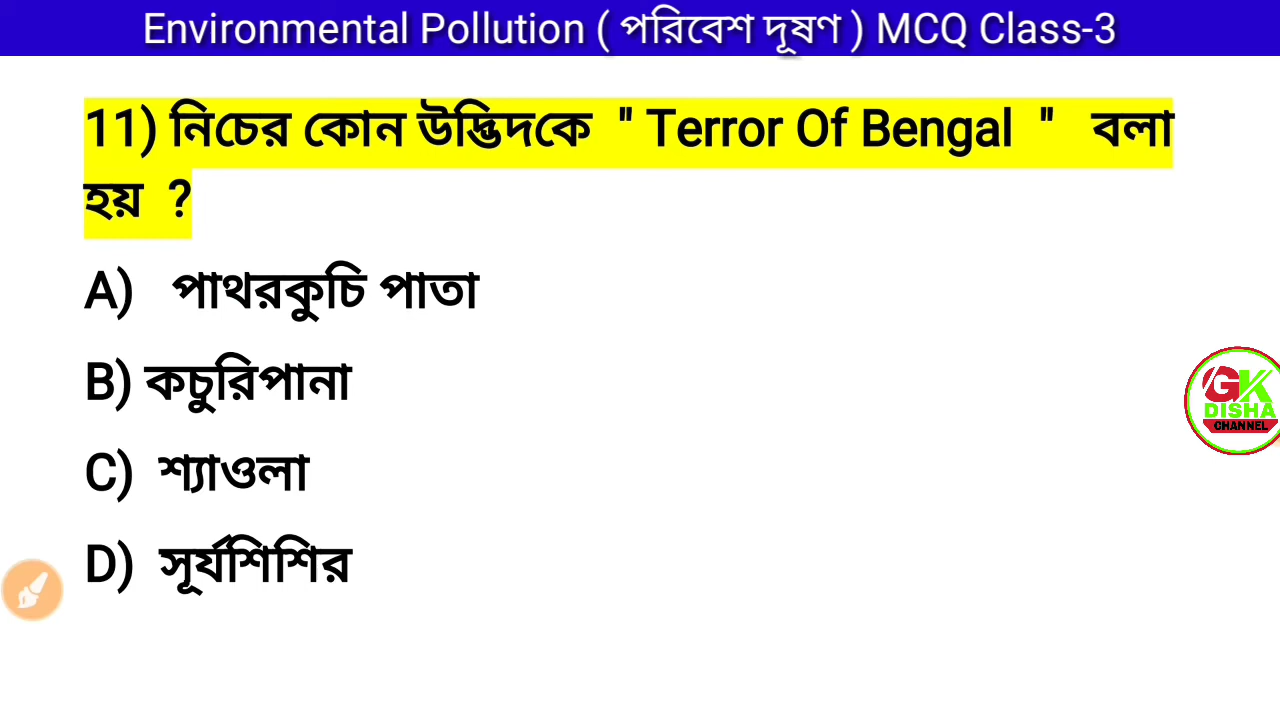 Environmental Pollution ( পরিবেশ দূষণ ) MCQ Class-3
11) নিচের কোন উদ্ভিদকে " Terror Of Bengal " বলা
হয় ?
A) পাথরকুচি পাতা
B) কচুরিপানা
GK
DISHA
CHANNEL
C) শ্যাওলা
D) সূর্যশিশির